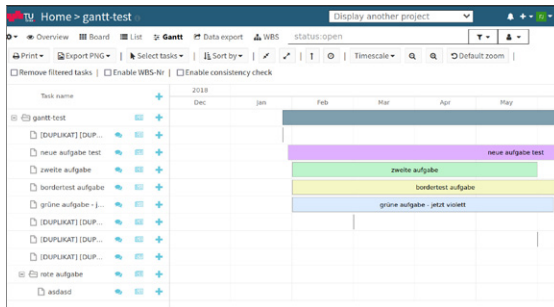 TU Home > gantt-test
Display another project
Overview Board List Gantt Data export WBS status:open
Print Export PNG Select tasks Sort by Timescale Default zoom
Remove filtered tasks | Enable WBS-Nr | Enable consistency check
Task name
2018
Dec Jan Feb Mar Apr May
gantt-test
[DUPLIKAT] [DUP...
neue aufgabe test neue aufgabe test
zweite aufgabe zweite aufgabe
bordertest aufgabe bordertest aufgabe
grüne aufgabe - j... grüne aufgabe - jetzt violett
[DUPLIKAT] [DUP...
[DUPLIKAT] [DUP...
[DUPLIKAT] [DUP...
rote aufgabe
asdasd